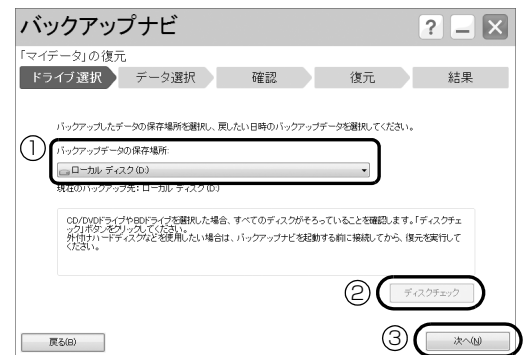 バックアップナビ
? - X
「マイデータ」の復元
ドライブ選択 データ選択 確認 復元 結果
バックアップしたデータの保存場所を選択し、戻したい日時のバックアップデータを選択してください。
①
バックアップデータの保存場所:
ローカル ディスク (D:)
現在のバックアップ先 : ローカル ディスク (D:)
CD/DVDドライブやBDドライブを選択した場合、すべてのディスクがそろっていることを確認します。「ディスクチェ
ック」ボタンをクリックしてください。
外付けハードディスクなどを使用したい場合は、バックアップナビを起動する前に接続してから、復元を実行して
ください。
② ディスクチェック
戻る(B) ③ 次へ(N)